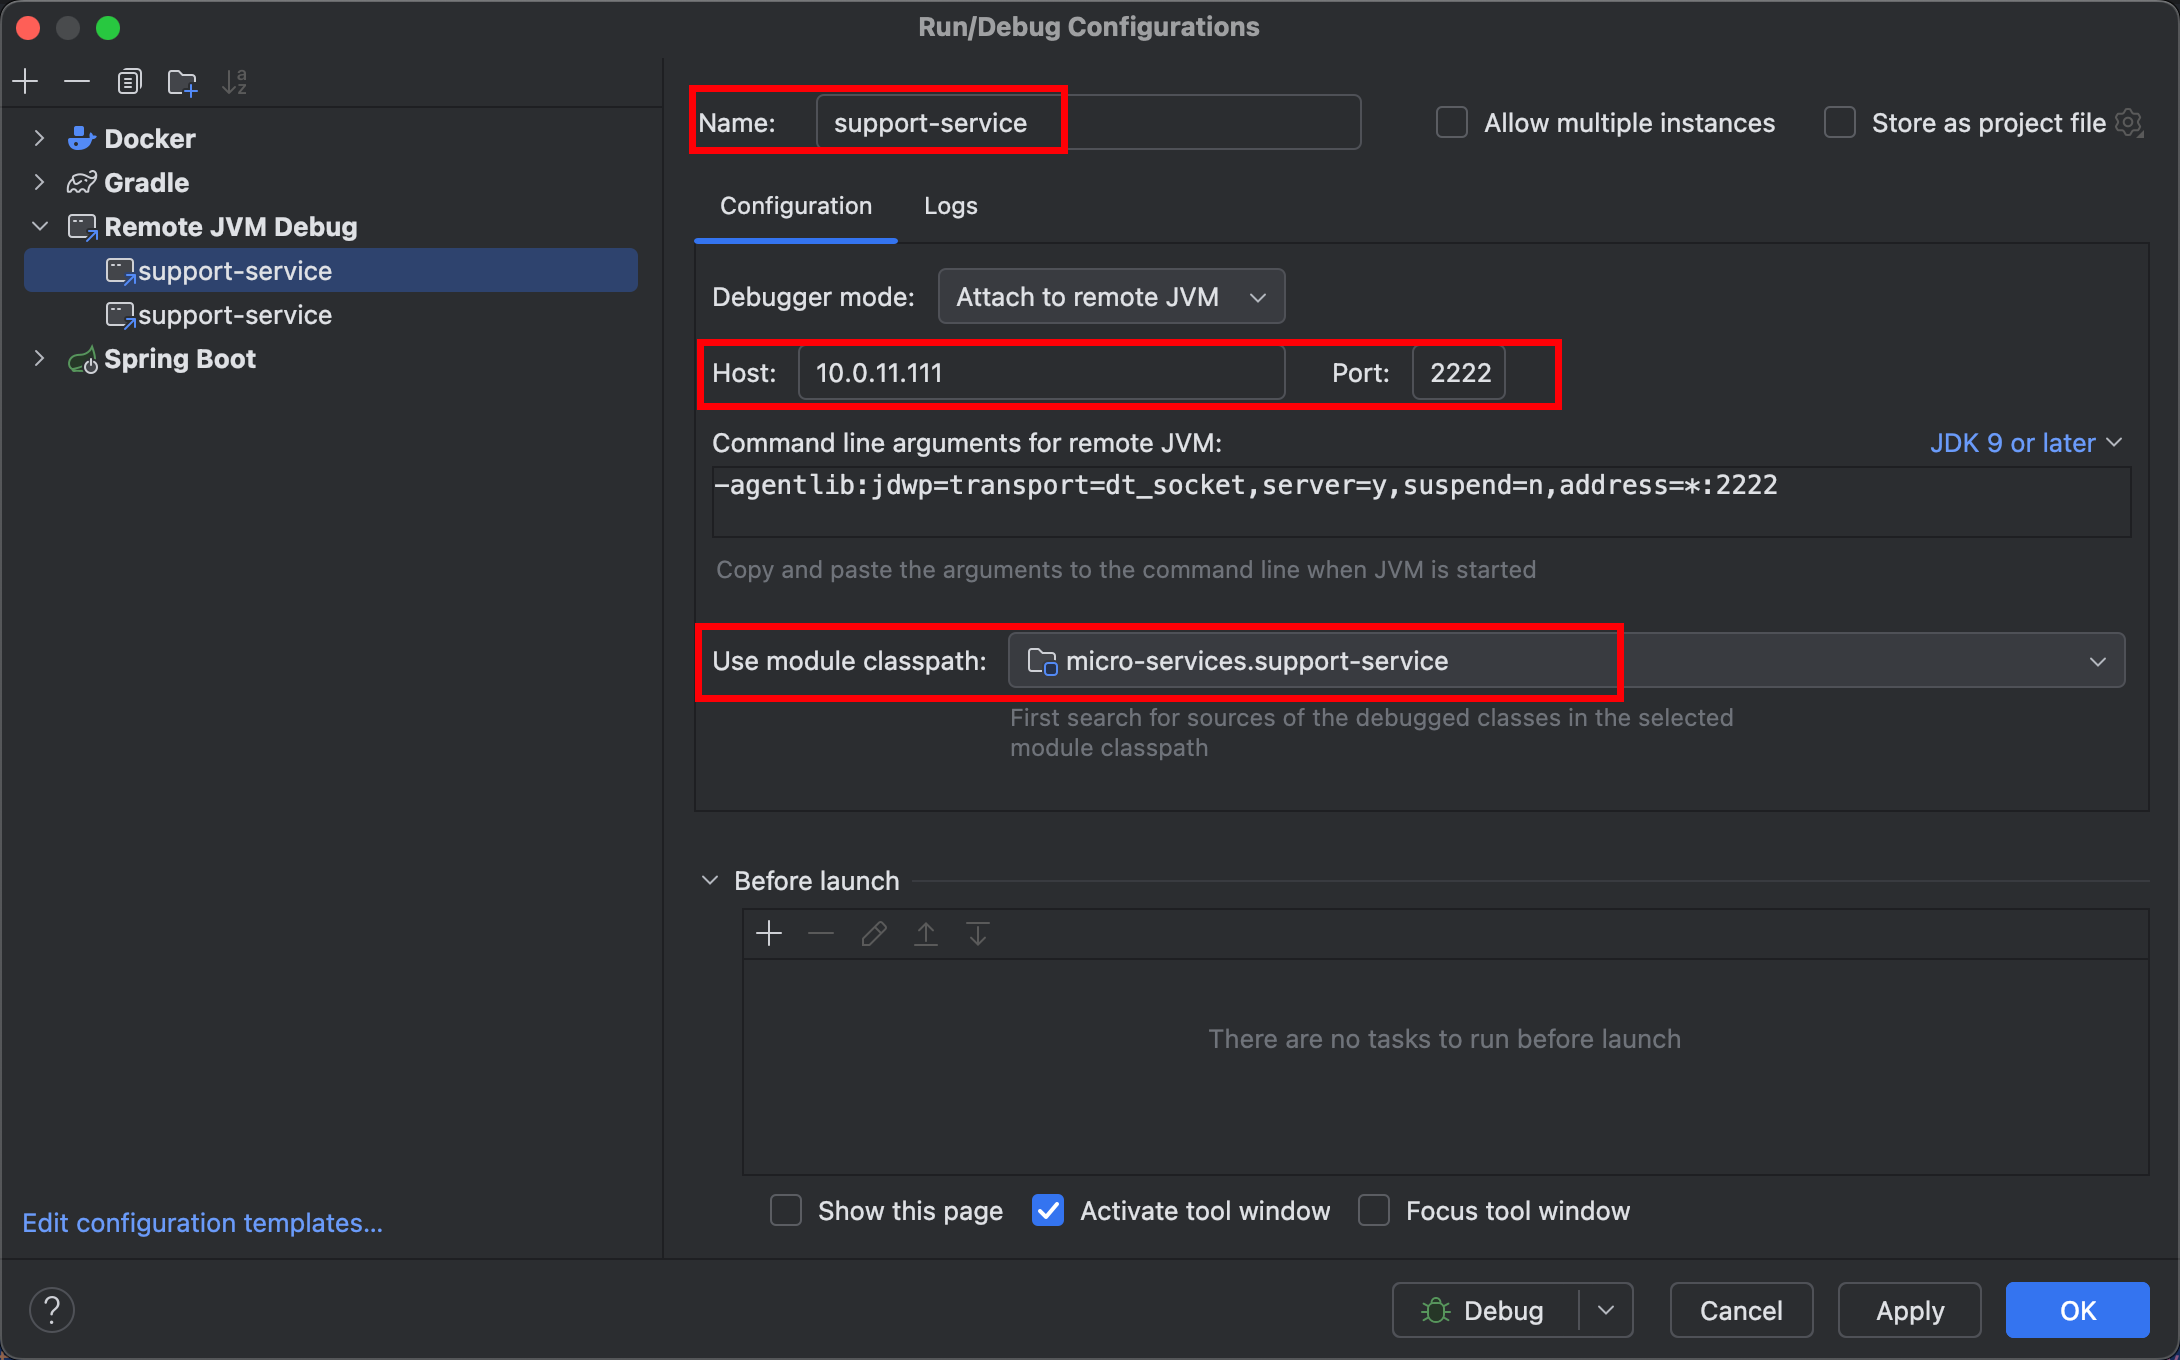 Run/Debug Configurations
Docker
Gradle
Remote JVM Debug
support-service
support-service
Spring Boot
Edit configuration templates...
Name: support-service
Allow multiple instances
Store as project file
Configuration Logs
Debugger mode: Attach to remote JVM
Host: 10.0.11.111 Port: 2222
Command line arguments for remote JVM: JDK 9 or later
-agentlib:jdwp=transport=dt_socket,server=y,suspend=n,address=*:2222
Copy and paste the arguments to the command line when JVM is started
Use module classpath: micro-services.support-service
First search for sources of the debugged classes in the selected
module classpath
Before launch
There are no tasks to run before launch
Show this page Activate tool window Focus tool window
? Debug Cancel Apply OK